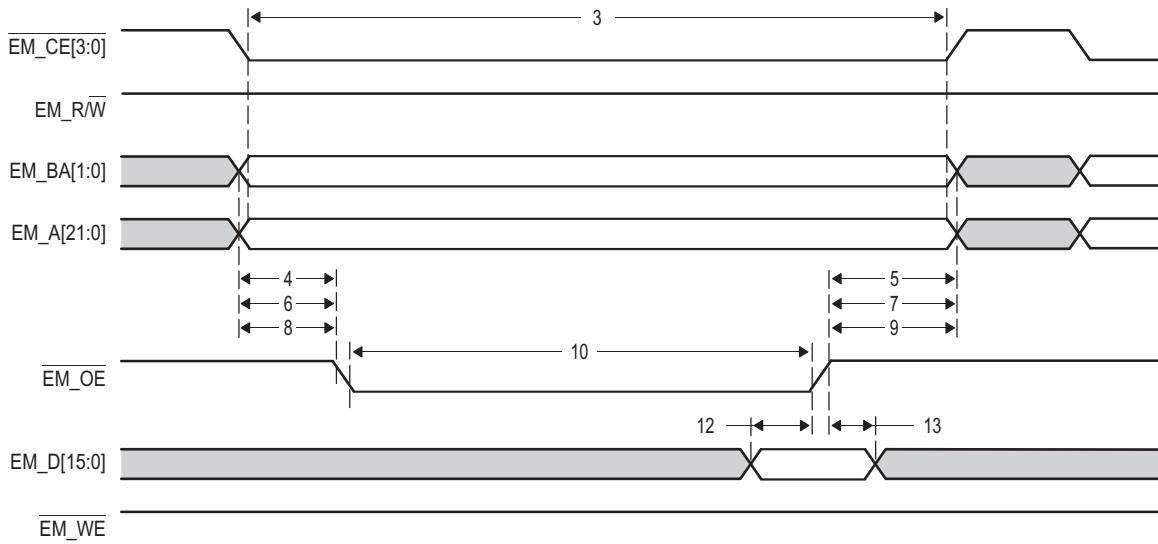 3
EM_CE[3:0]
EM_R/W
EM_BA[1:0]
EM_A[21:0]
4 5
6 7
8 9
10
EM_OE
12 13
EM_D[15:0]
EM_WE